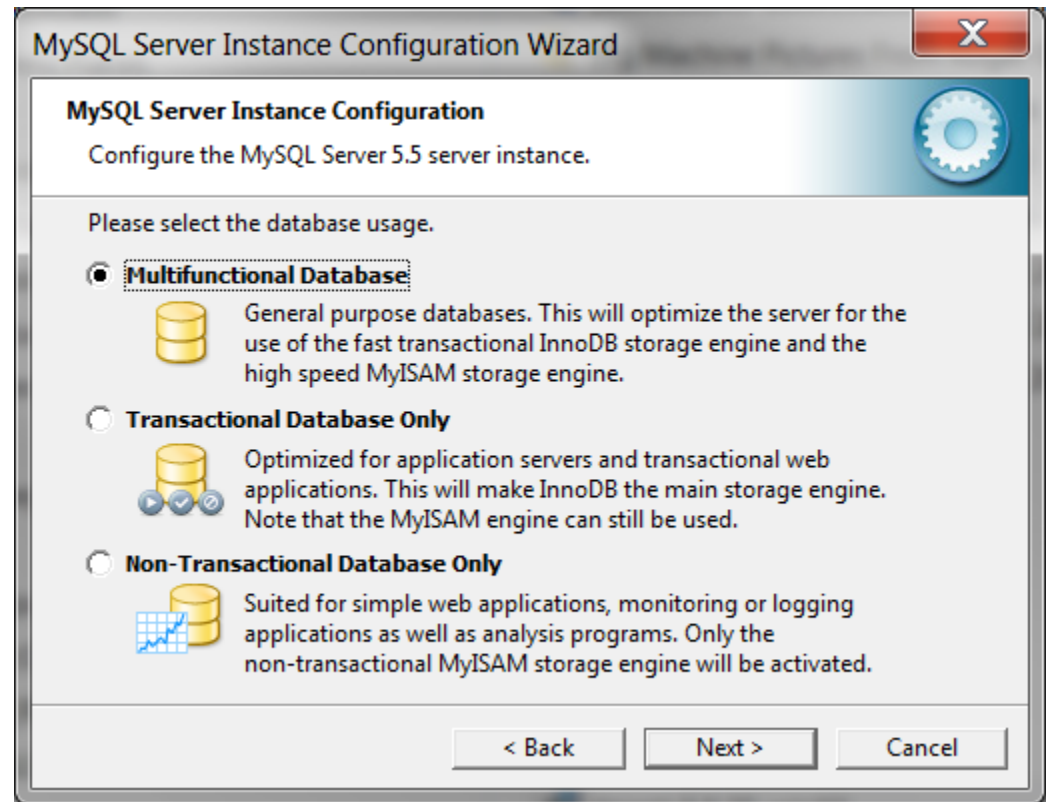 MySQL Server Instance Configuration Wizard
MySQL Server Instance Configuration
Configure the MySQL Server 5.5 server instance.
Please select the database usage.
Multifunctional Database
General purpose databases. This will optimize the server for the
use of the fast transactional InnoDB storage engine and the
high speed MyISAM storage engine.
Transactional Database Only
Optimized for application servers and transactional web
applications. This will make InnoDB the main storage engine.
Note that the MyISAM engine can still be used.
Non-Transactional Database Only
Suited for simple web applications, monitoring or logging
applications as well as analysis programs. Only the
non-transactional MyISAM storage engine will be activated.
< Back Next > Cancel